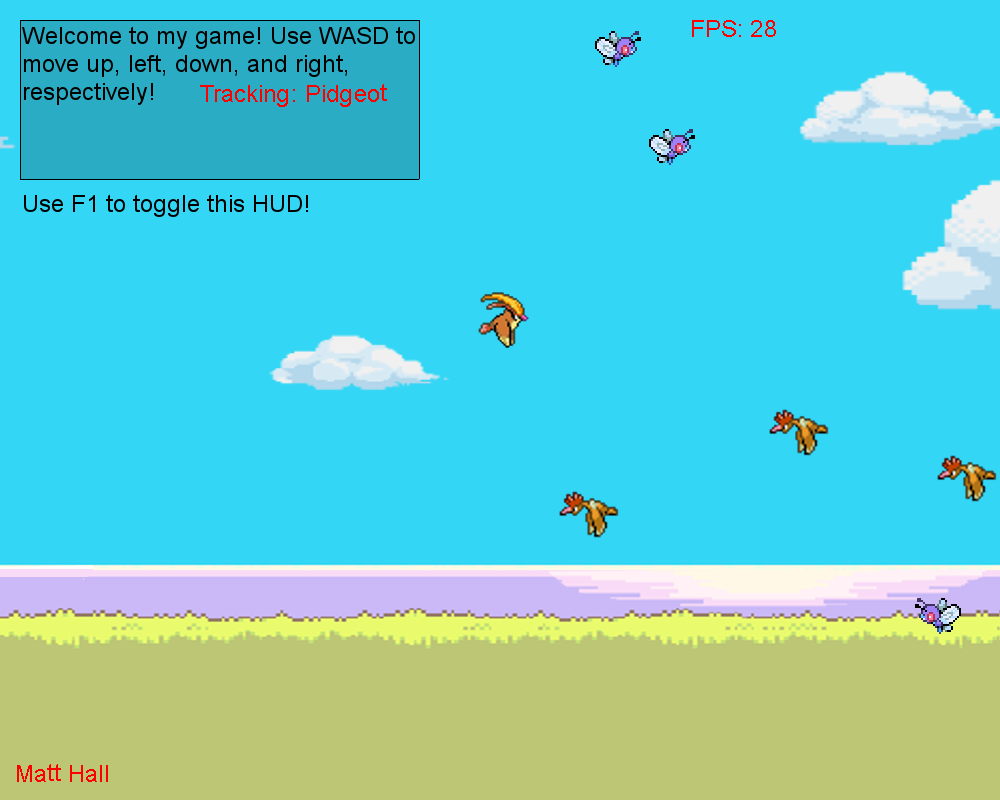 FPS: 28
Welcome to my game! Use WASD to
move up, left, down, and right,
respectively!
Tracking: Pidgeot
Use F1 to toggle this HUD!
Matt Hall